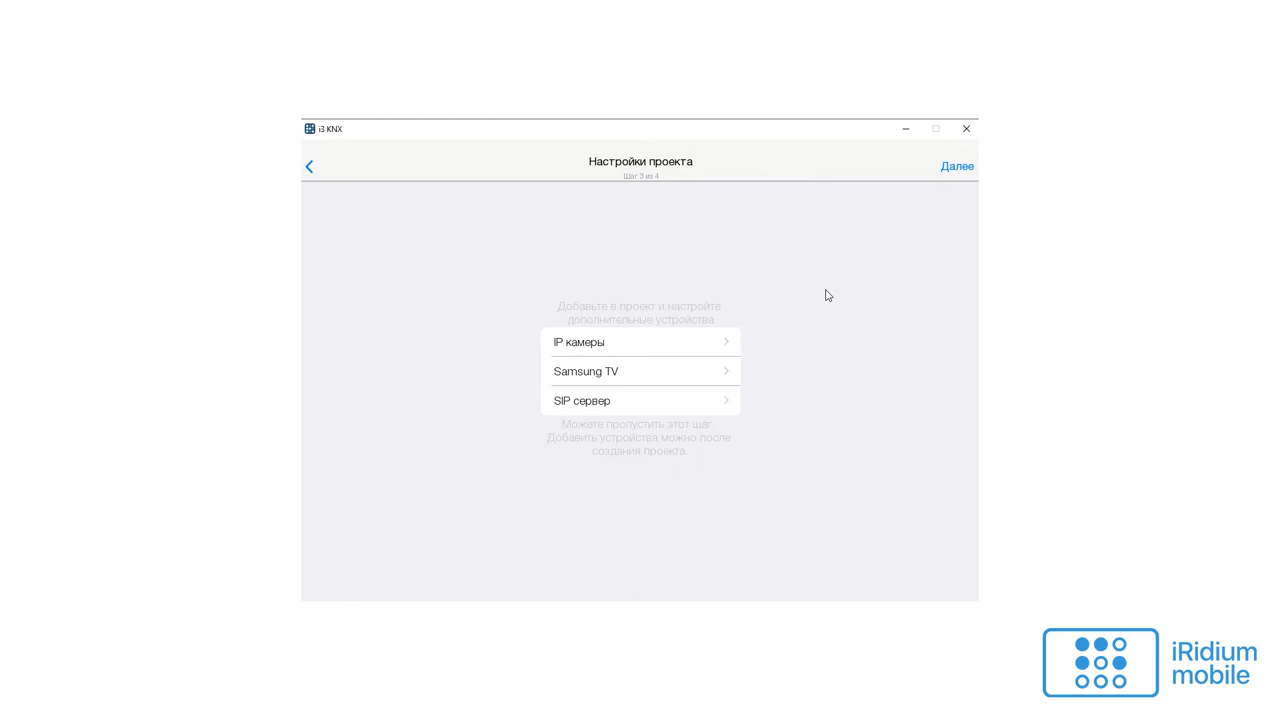 i3 KNX
Настройки проекта
Шаг 3 из 4
Далее
Добавьте в проект и настройте
дополнительные устройства
IP камеры
Samsung TV
SIP сервер
Можете пропустить этот шаг.
Добавить устройства можно после
создания проекта.
iRidium
mobile